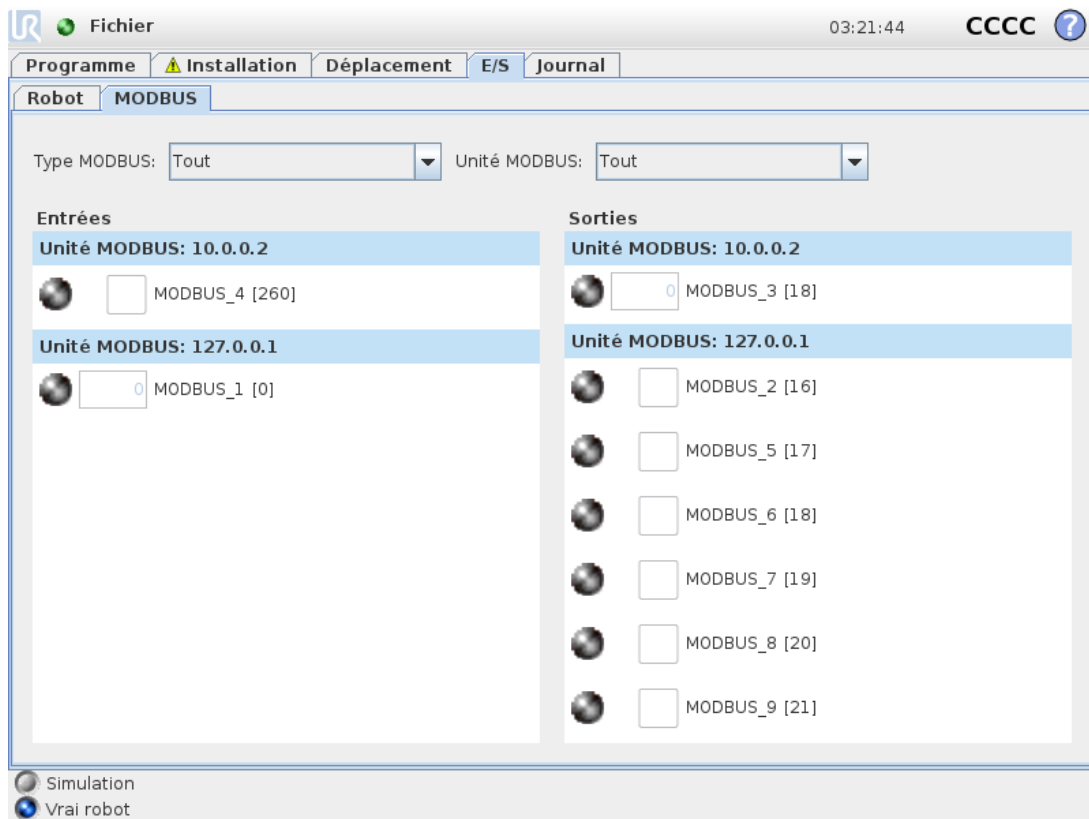 UR Fichier 03:21:44 CCCC ?
Programme Installation Déplacement E/S Journal
Robot MODBUS
Type MODBUS: Tout Unité MODBUS: Tout
Entrées
Unité MODBUS: 10.0.0.2
MODBUS_4 [260]
Unité MODBUS: 127.0.0.1
0 MODBUS_1 [0]
Sorties
Unité MODBUS: 10.0.0.2
0 MODBUS_3 [18]
Unité MODBUS: 127.0.0.1
MODBUS_2 [16]
MODBUS_5 [17]
MODBUS_6 [18]
MODBUS_7 [19]
MODBUS_8 [20]
MODBUS_9 [21]
Simulation
Vrai robot